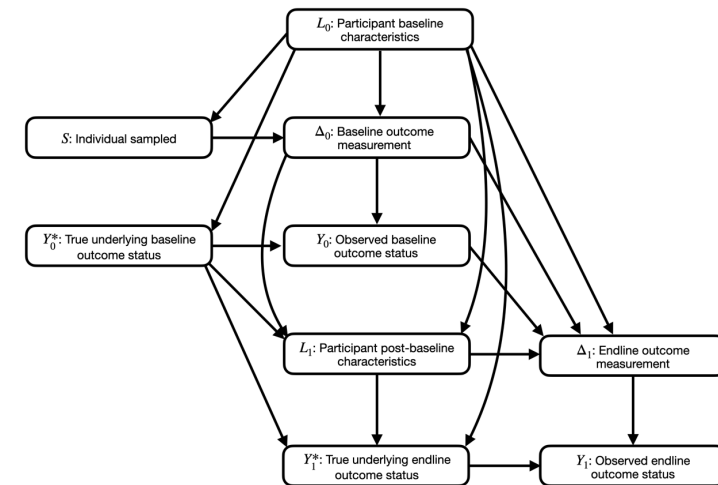 L₀: Participant baseline
characteristics
S: Individual sampled
Δ₀: Baseline outcome
measurement
Y₀*: True underlying baseline
outcome status
Y₀: Observed baseline
outcome status
L₁: Participant post-baseline
characteristics
Δ₁: Endline outcome
measurement
Y₁*: True underlying endline
outcome status
Y₁: Observed endline
outcome status